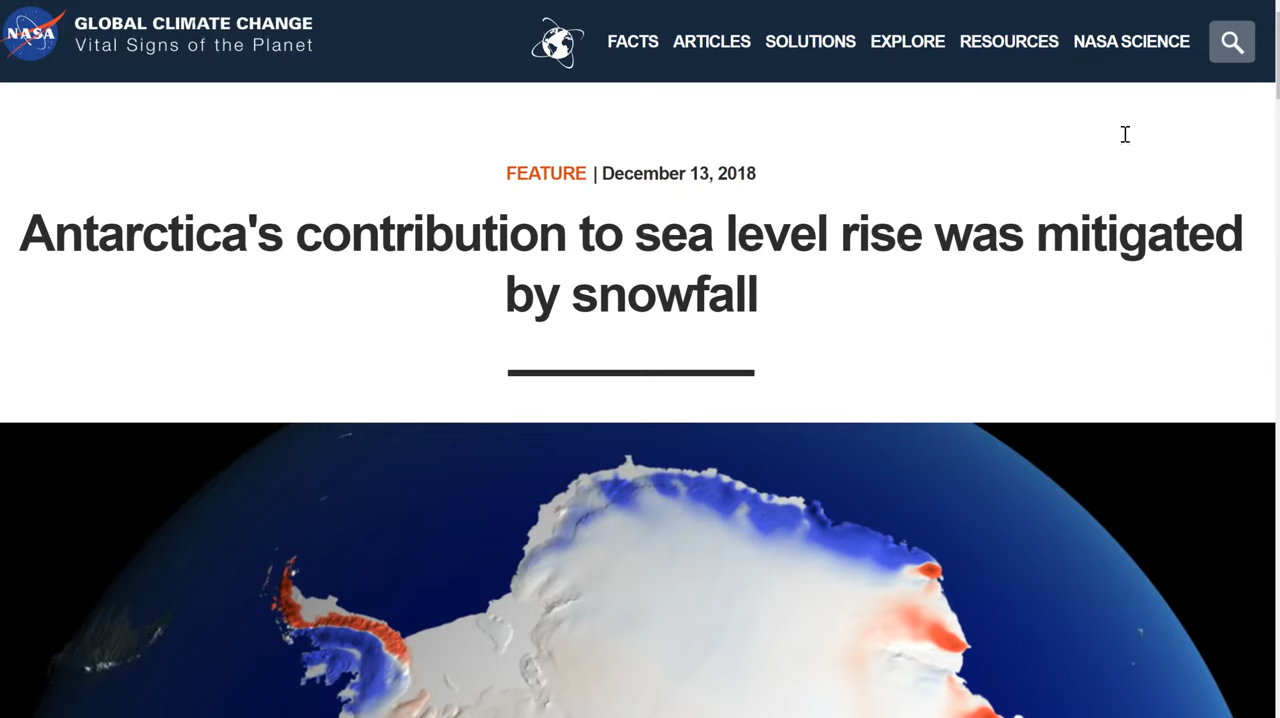 NASA
GLOBAL CLIMATE CHANGE
Vital Signs of the Planet
FACTS ARTICLES SOLUTIONS EXPLORE RESOURCES NASA SCIENCE
FEATURE | December 13, 2018
Antarctica's contribution to sea level rise was mitigated
by snowfall